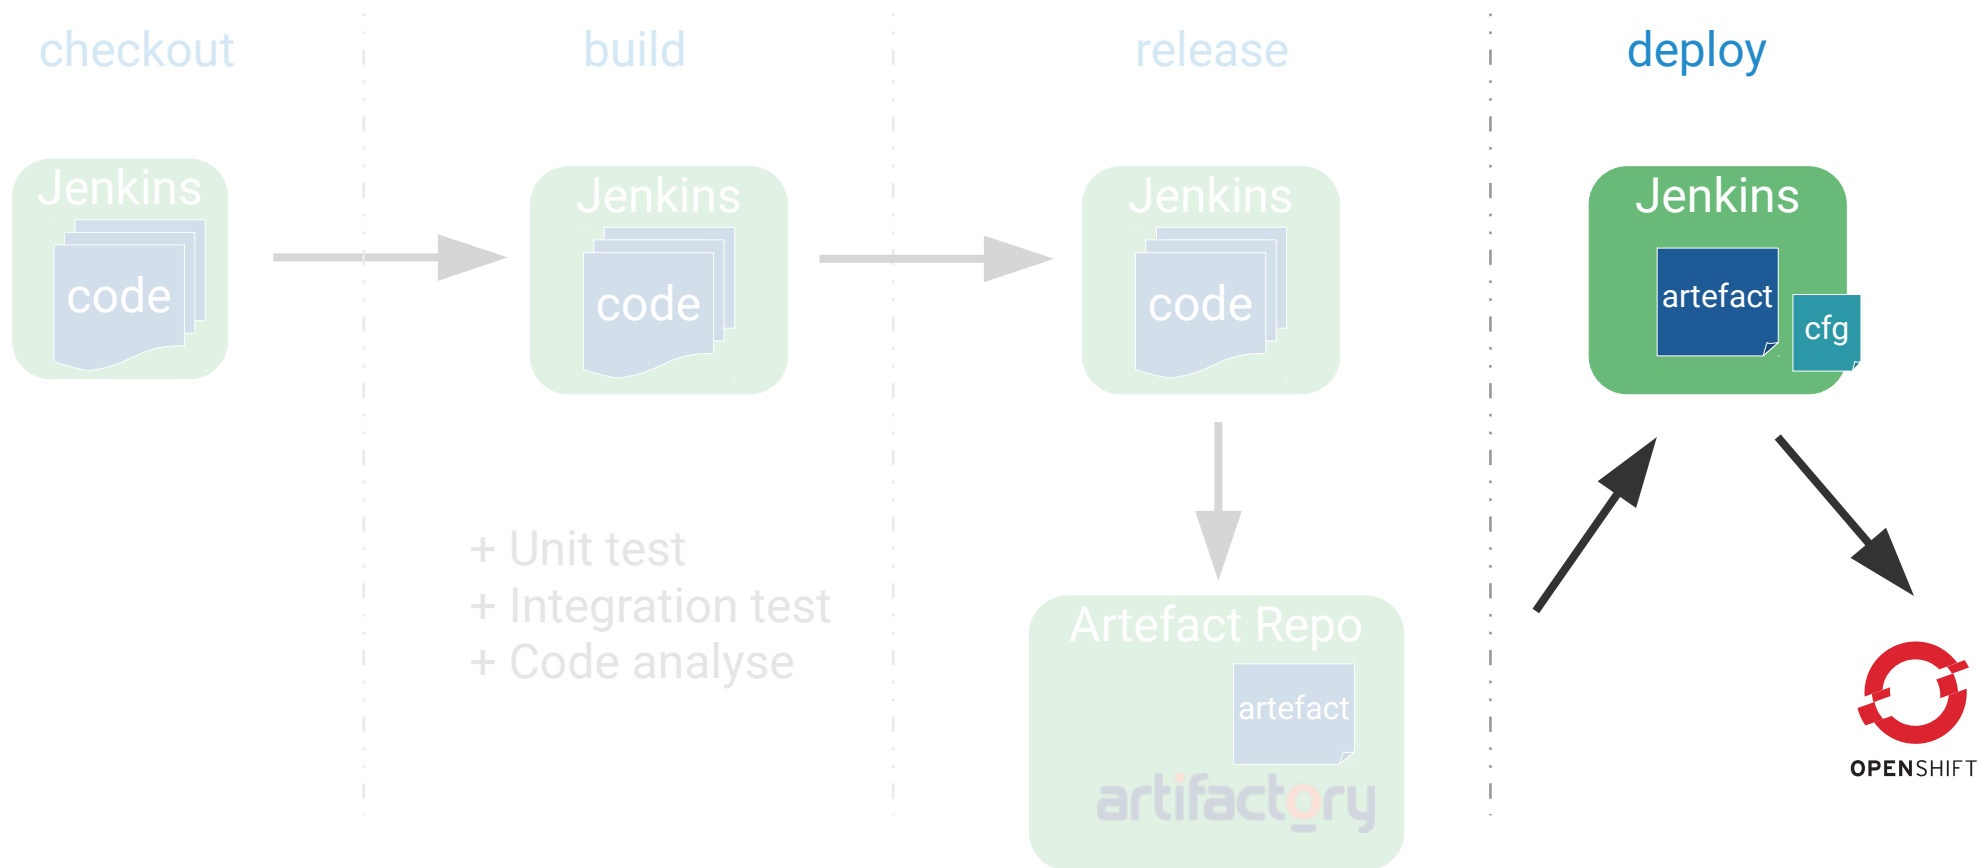 checkout
build
release
deploy
Jenkins
code
Jenkins
code
Jenkins
code
Jenkins
artefact
cfg
+ Unit test
+ Integration test
+ Code analyse
Artefact Repo
artefact
artifactory
OPENSHIFT